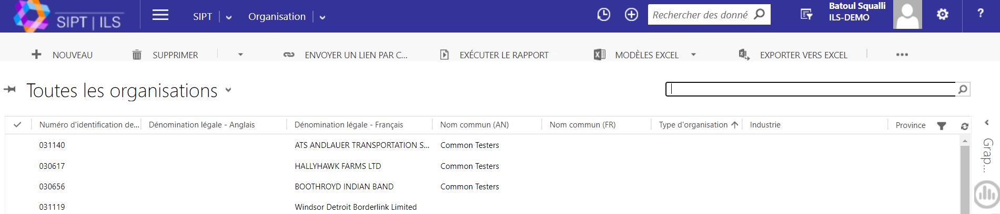 SIPT | ILS
SIPT
Organisation
Rechercher des donné
Batoul Squalli
ILS-DEMO
?
NOUVEAU
SUPPRIMER
ENVOYER UN LIEN PAR C...
EXÉCUTER LE RAPPORT
MODÈLES EXCEL
EXPORTER VERS EXCEL
Toutes les organisations
Numéro d'identification de... Dénomination légale - Anglais Dénomination légale - Français Nom commun (AN) Nom commun (FR) Type d'organisation Industrie Province
031140 ATS ANDLAUER TRANSPORTATION S... Common Testers
030617 HALLYHAWK FARMS LTD Common Testers
030656 BOOTHROYD INDIAN BAND Common Testers
031119 Windsor Detroit Borderlink Limited
Grap...